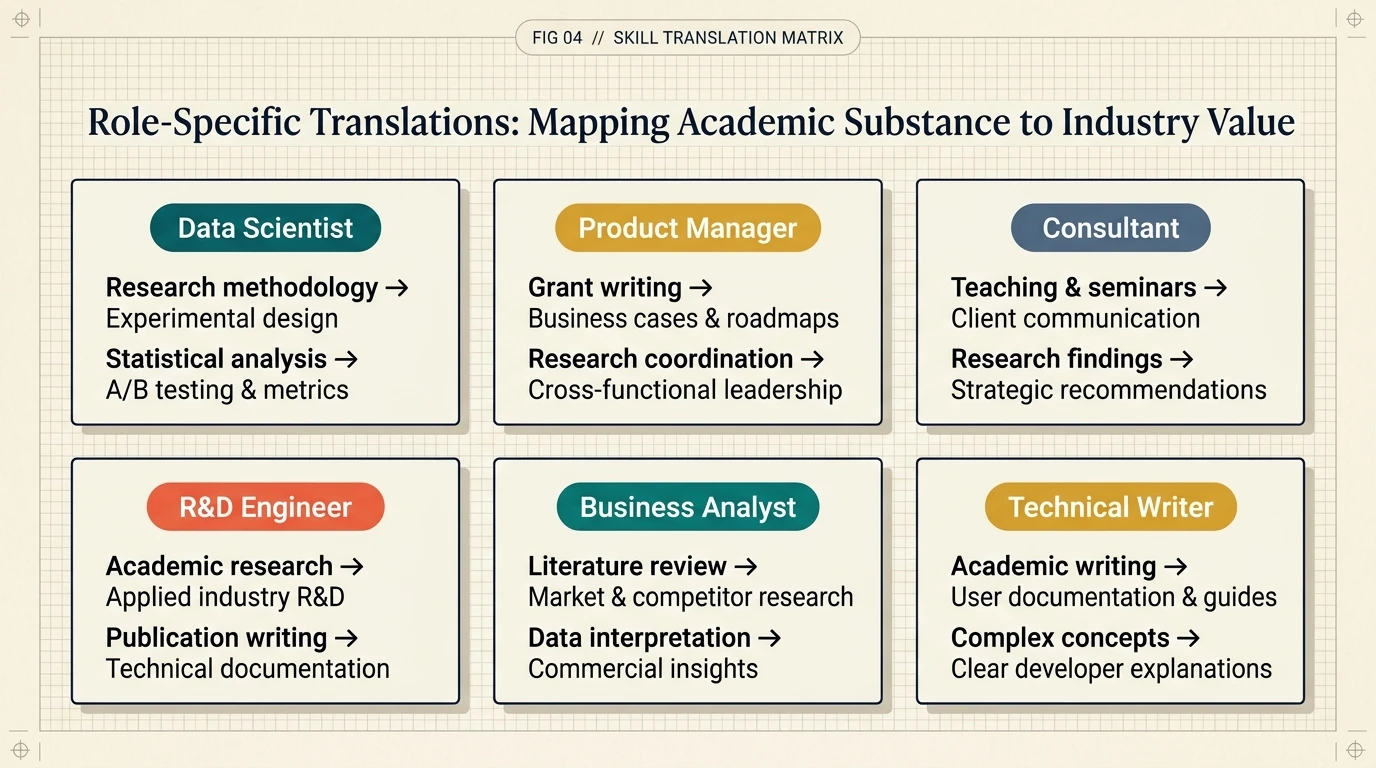 FIG 04 // SKILL TRANSLATION MATRIX
Role-Specific Translations: Mapping Academic Substance to Industry Value
Data Scientist
Research methodology →
Experimental design
Statistical analysis →
A/B testing & metrics
Product Manager
Grant writing →
Business cases & roadmaps
Research coordination →
Cross-functional leadership
Consultant
Teaching & seminars →
Client communication
Research findings →
Strategic recommendations
R&D Engineer
Academic research →
Applied industry R&D
Publication writing →
Technical documentation
Business Analyst
Literature review →
Market & competitor research
Data interpretation →
Commercial insights
Technical Writer
Academic writing →
User documentation & guides
Complex concepts →
Clear developer explanations